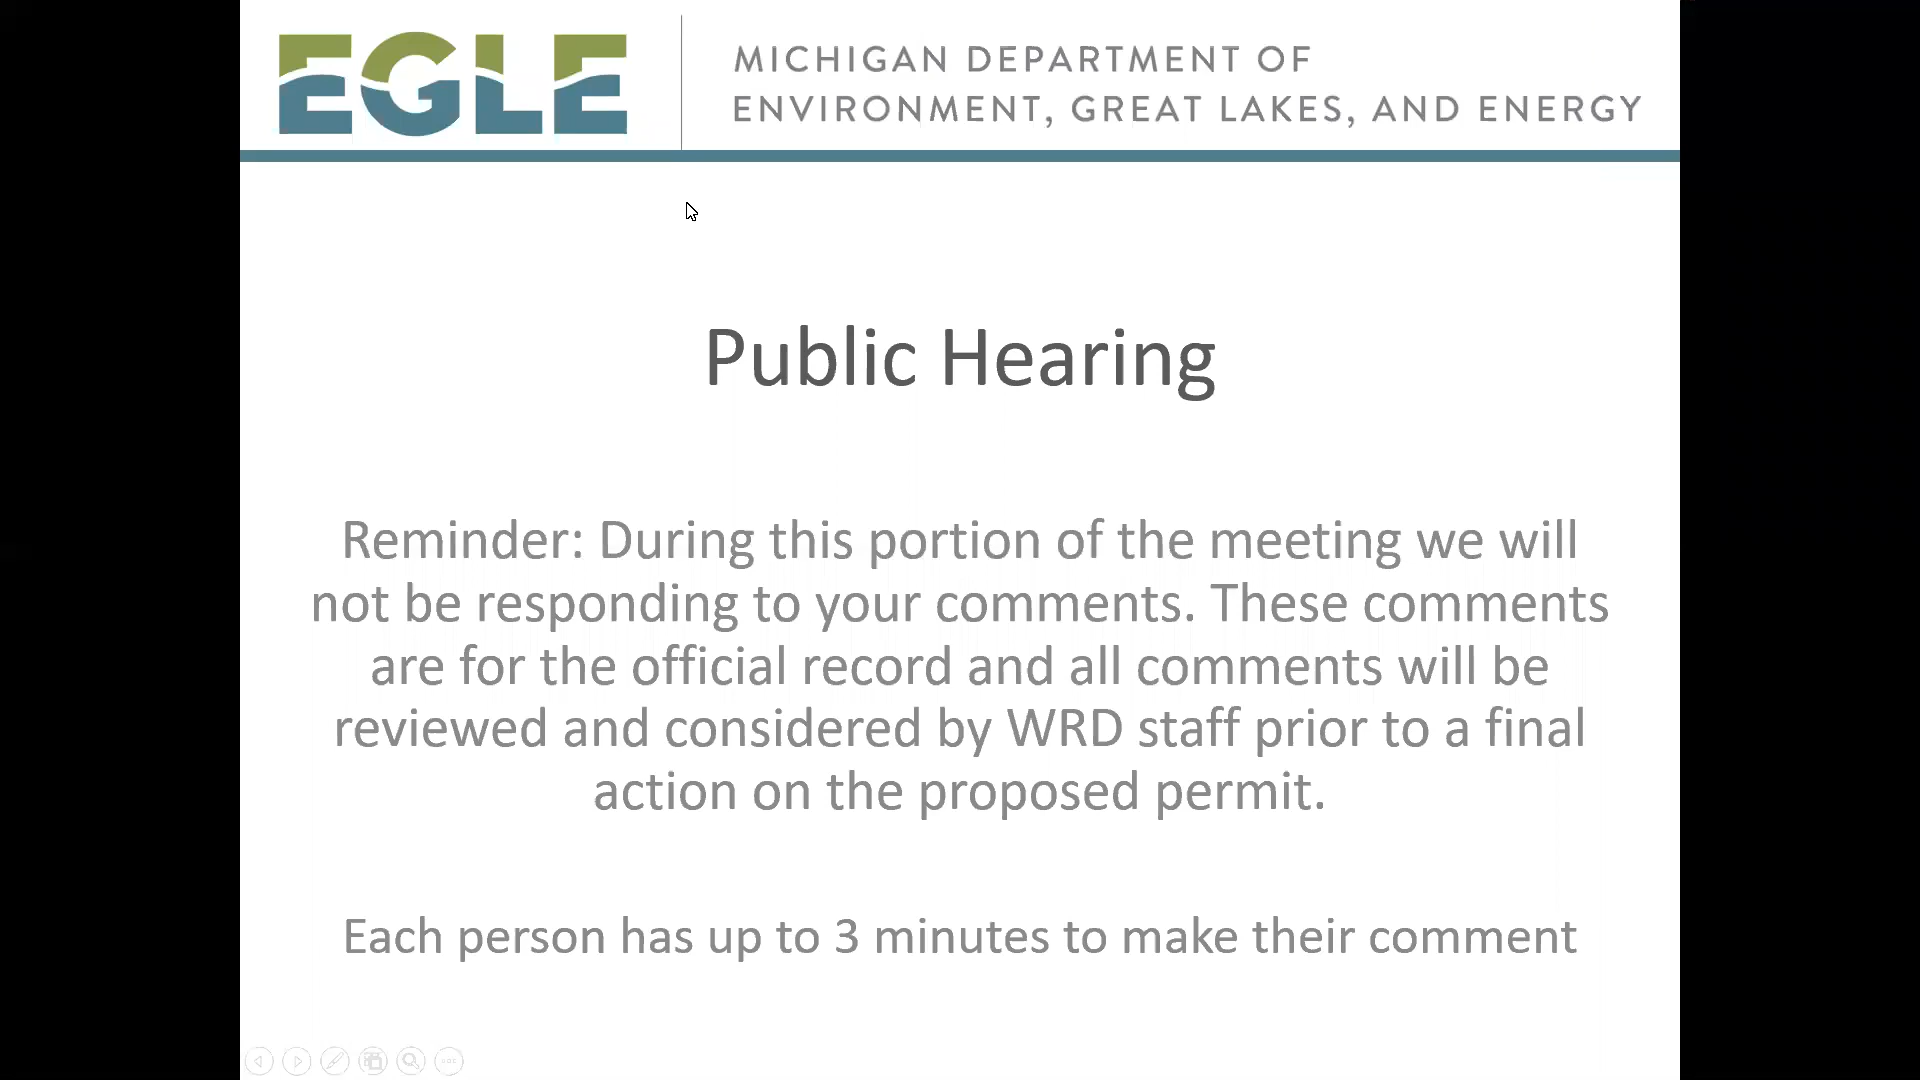 EGLE
MICHIGAN DEPARTMENT OF
ENVIRONMENT, GREAT LAKES, AND ENERGY
Public Hearing
Reminder: During this portion of the meeting we will
not be responding to your comments. These comments
are for the official record and all comments will be
reviewed and considered by WRD staff prior to a final
action on the proposed permit.
Each person has up to 3 minutes to make their comment